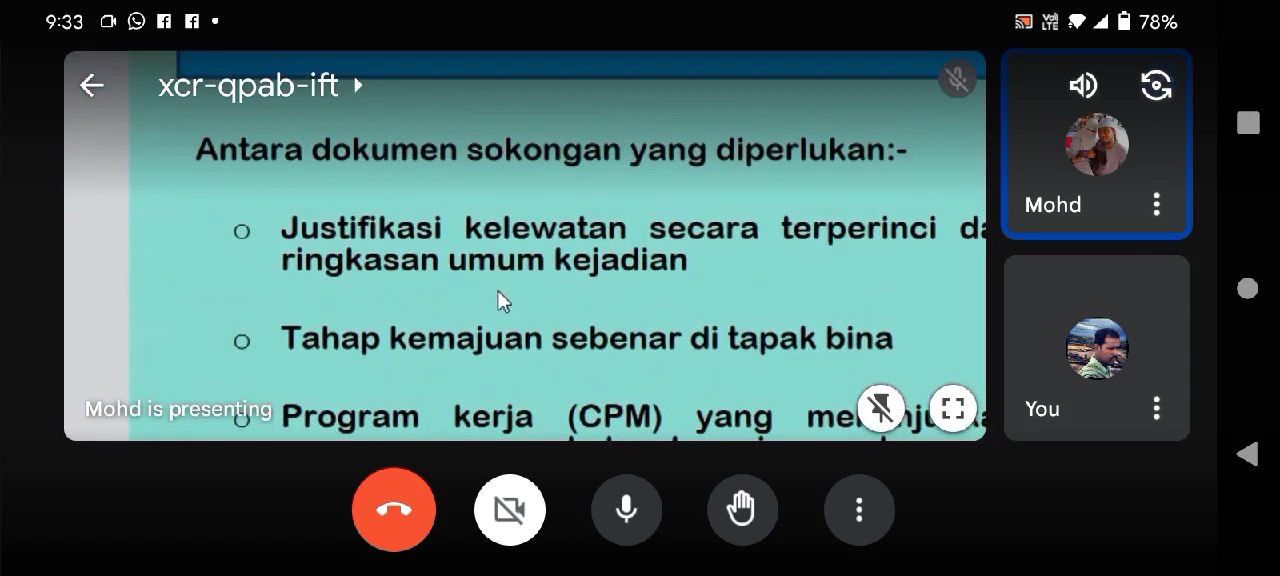 9:33
78%
xcr-qpab-ift
Antara dokumen sokongan yang diperlukan:-
Justifikasi kelewatan secara terperinci
ringkasan umum kejadian
Tahap kemajuan sebenar di tapak bina
Mohd is presenting
Program kerja (CPM) yang
Mohd
You